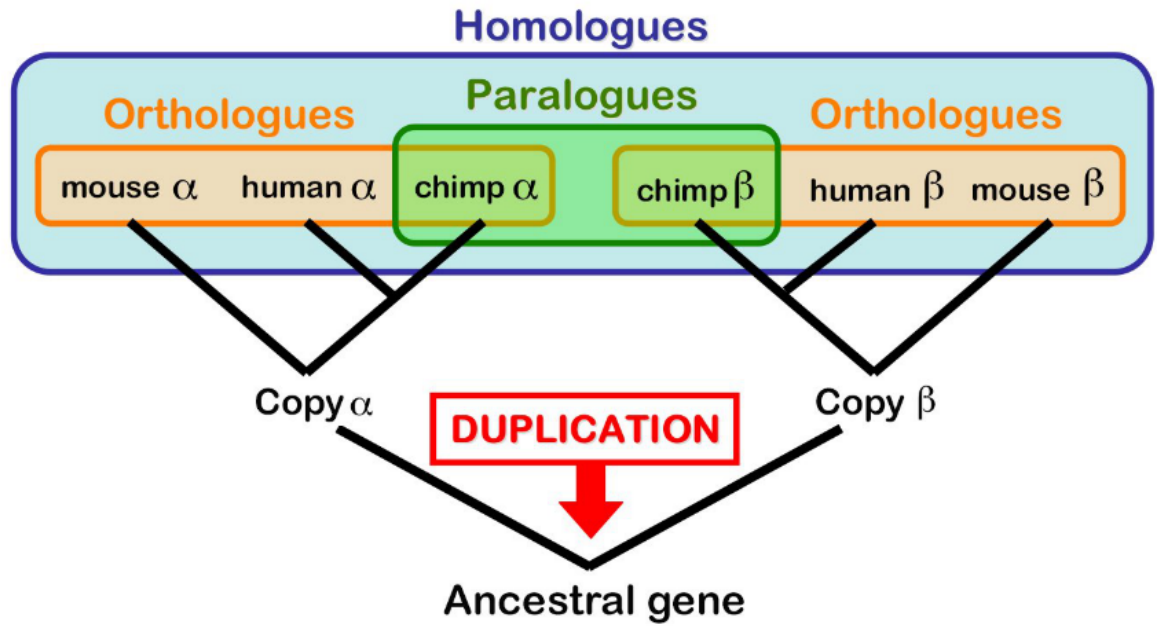 Homologues
Paralogues
Orthologues
Orthologues
mouse α human α chimp α chimp β human β mouse β
Copy α
Copy β
DUPLICATION
Ancestral gene